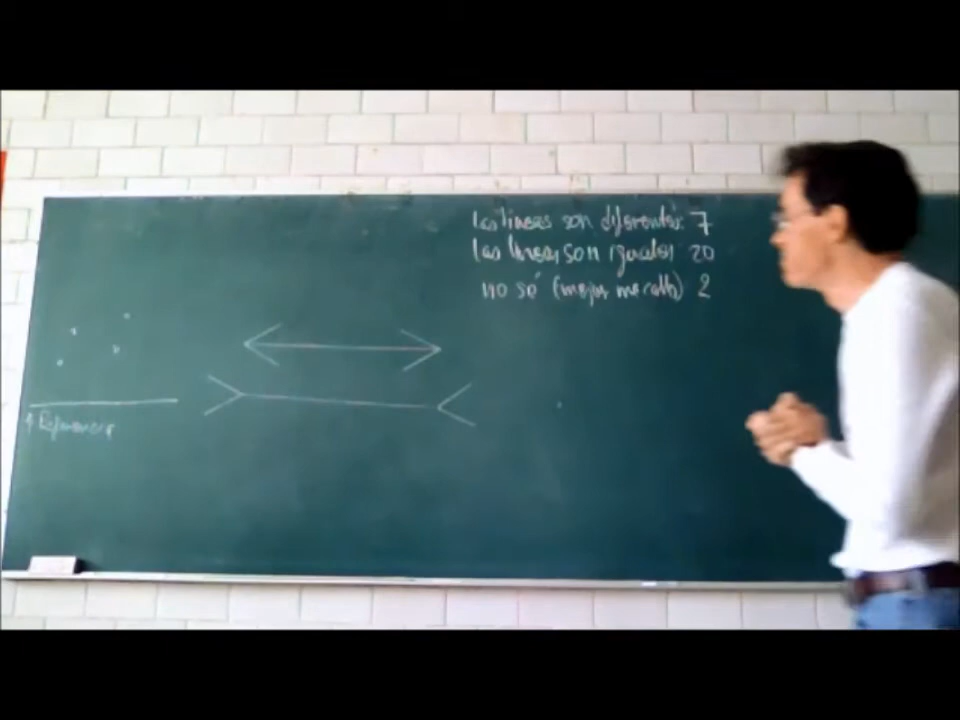 las lineas son diferentes 7
las lineas son iguales 20
no sé (mejor me callo) 2